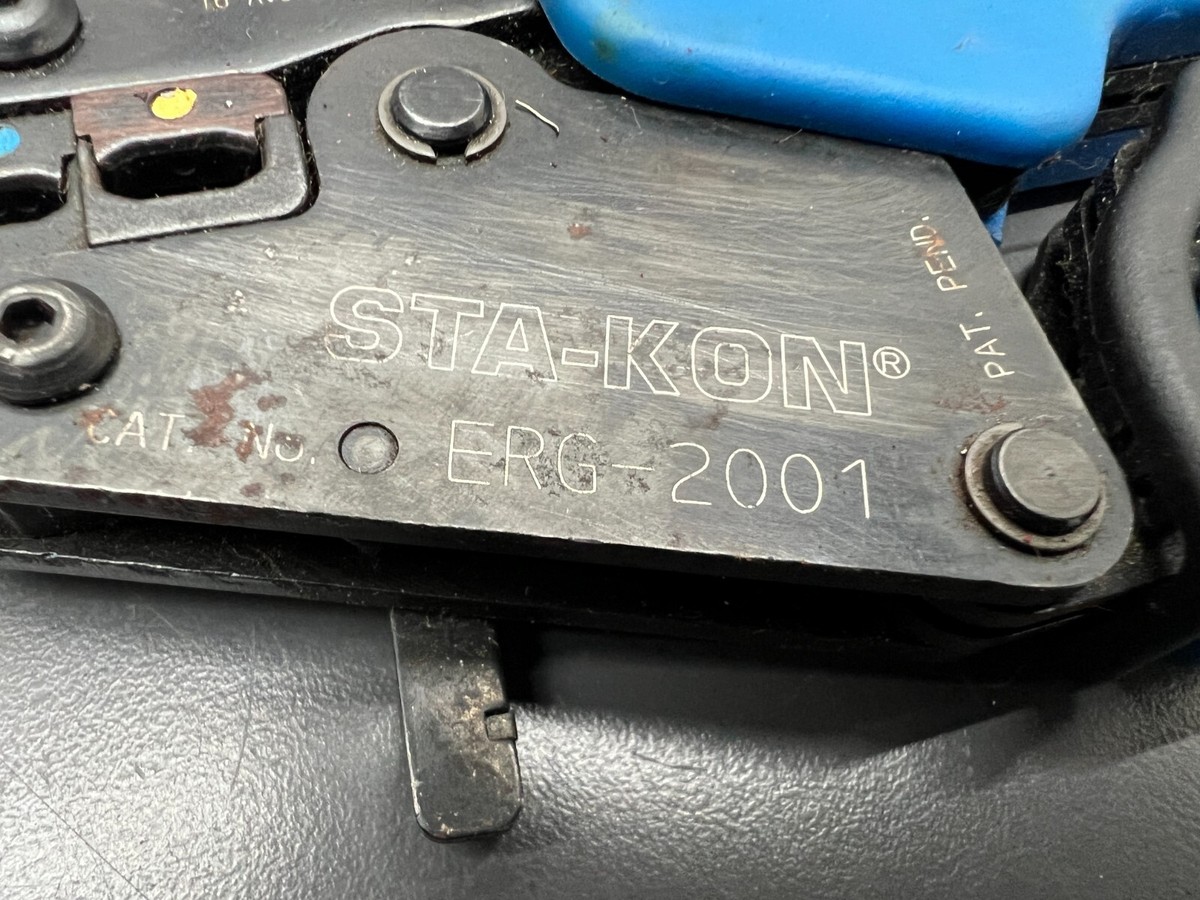 STA-KON®
CAT. No. ERG-2001
PAT. PEND.